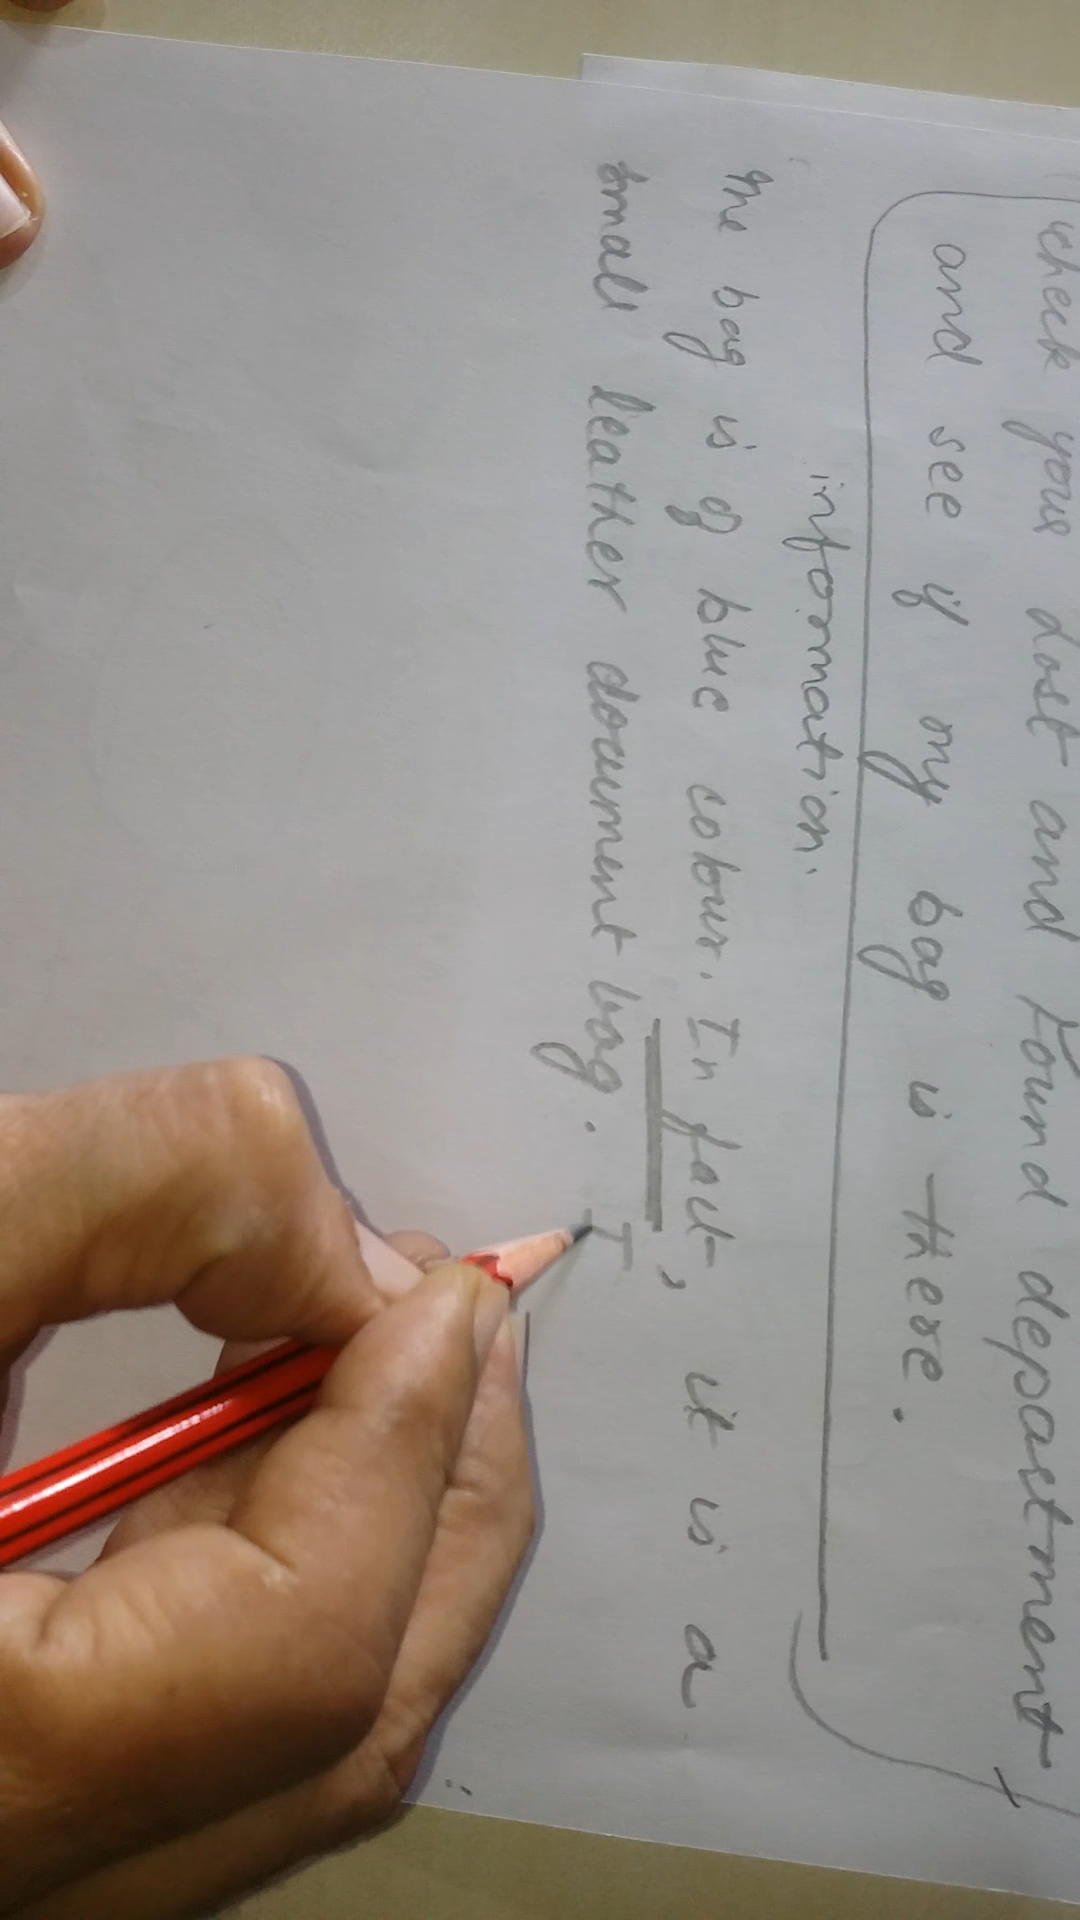 check your Lost and Found department
and see if my bag is there.
information.
The bag is of blue colour. In fact, it is a
small leather document bag. I